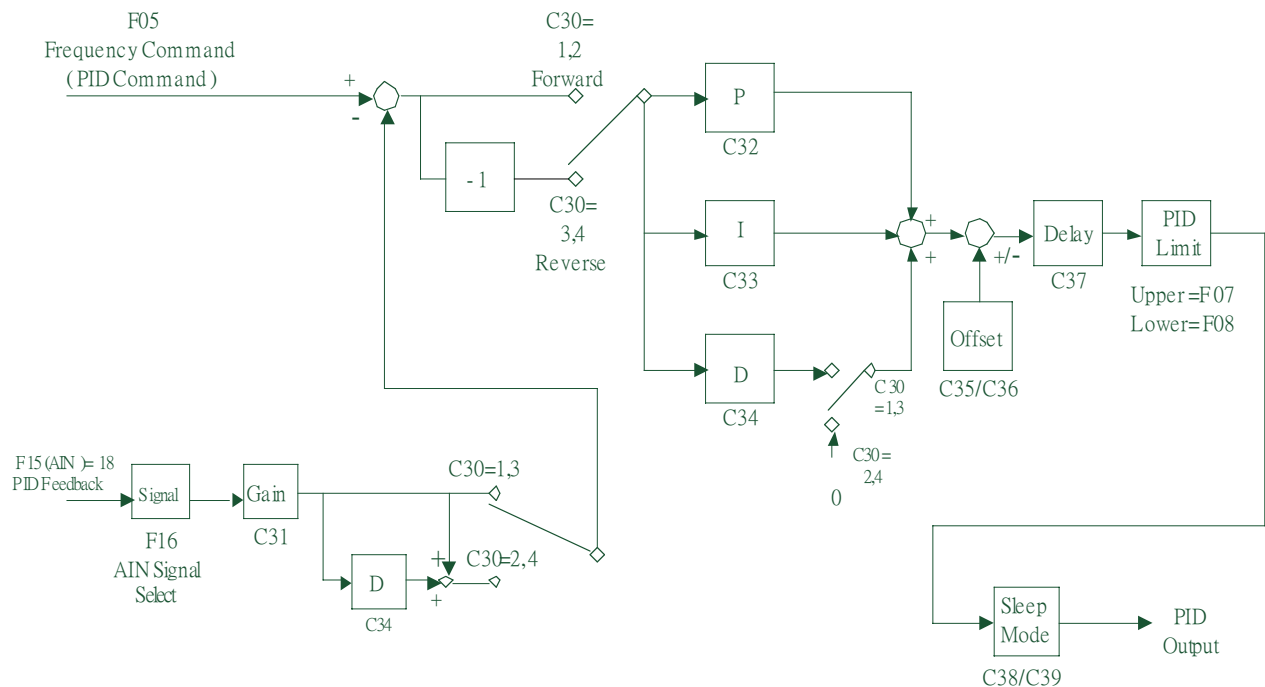 F05
Frequency Command
(PID Command)
+
-
C30=
1,2
Forward
-1
C30=
3,4
Reverse
P
C32
I
C33
D
C34
C30
=1,3
C30=
2,4
0
+
+
+/-
Offset
C35/C36
Delay
C37
PID
Limit
Upper=F07
Lower=F08
F15(AIN)=18
PID Feedback
Signal
F16
AIN Signal
Select
Gain
C31
C30=1,3
D
C34
+
+
C30=2,4
Sleep
Mode
C38/C39
PID
Output